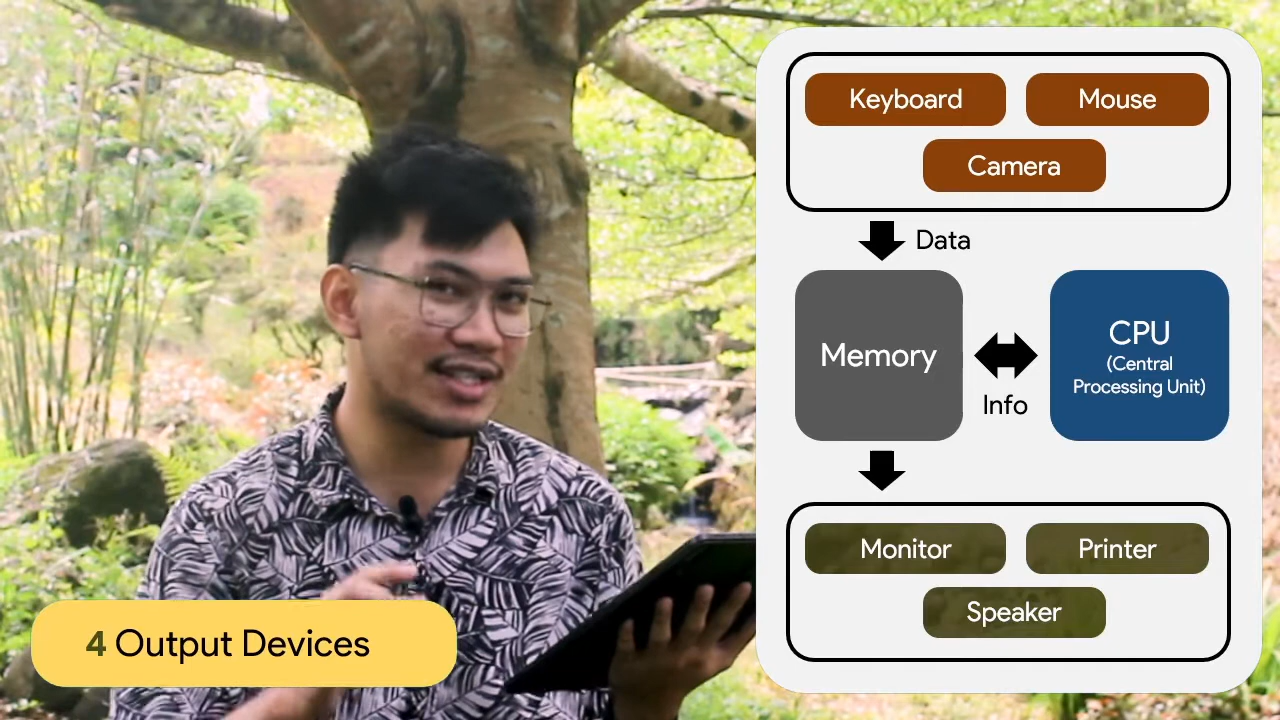 Keyboard
Mouse
Camera
Data
Memory
CPU
(Central
Processing Unit)
Info
Monitor
Printer
Speaker
4 Output Devices